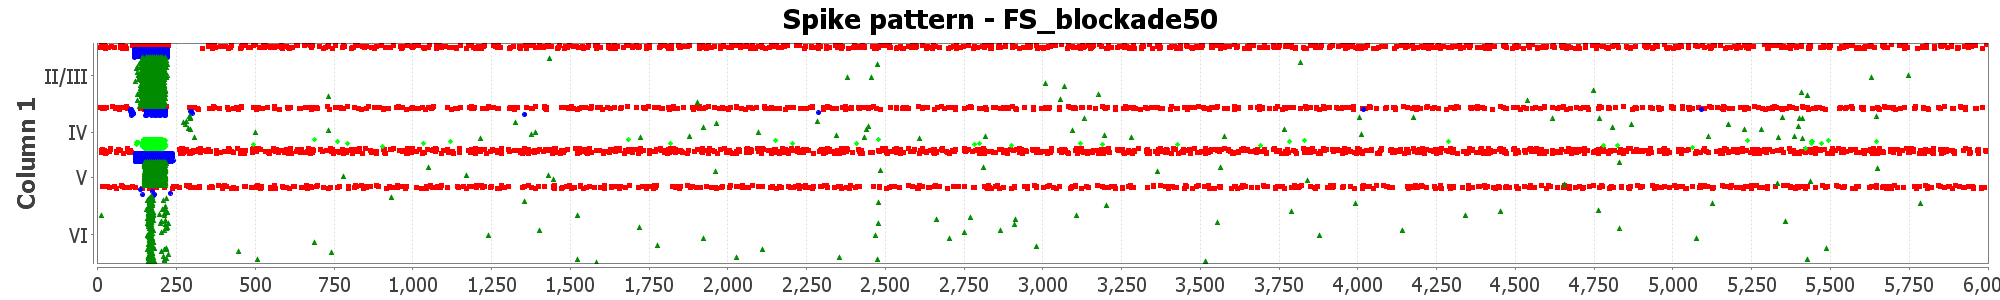 Spike pattern - FS_blockade50
Column 1
II/III
IV
V
VI
0 250 500 750 1,000 1,250 1,500 1,750 2,000 2,250 2,500 2,750 3,000 3,250 3,500 3,750 4,000 4,250 4,500 4,750 5,000 5,250 5,500 5,750 6,00